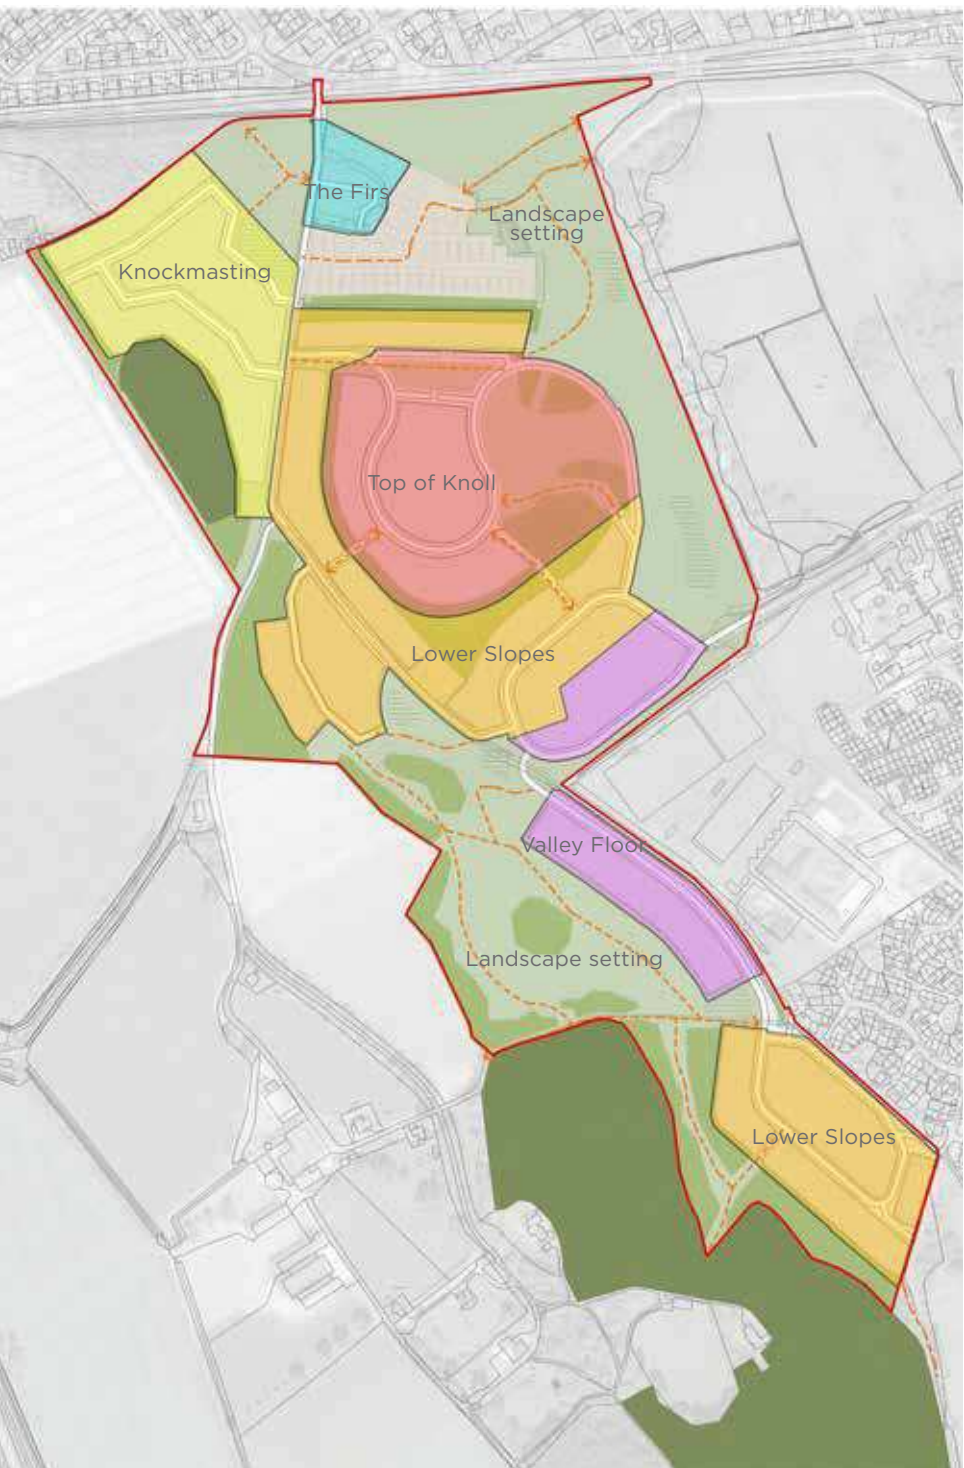 The Firs
Landscape
setting
Knockmasting
Top of Knoll
Lower Slopes
Valley Floor
Landscape setting
Lower Slopes